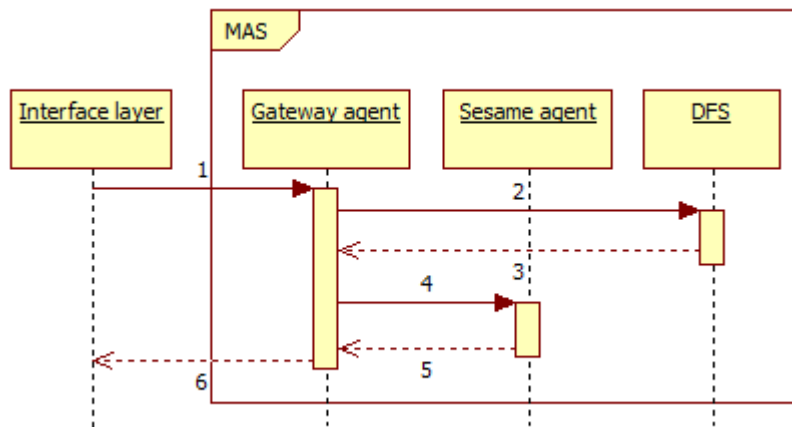 MAS
Interface layer
Gateway agent
Sesame agent
DFS
1
2
3
4
5
6